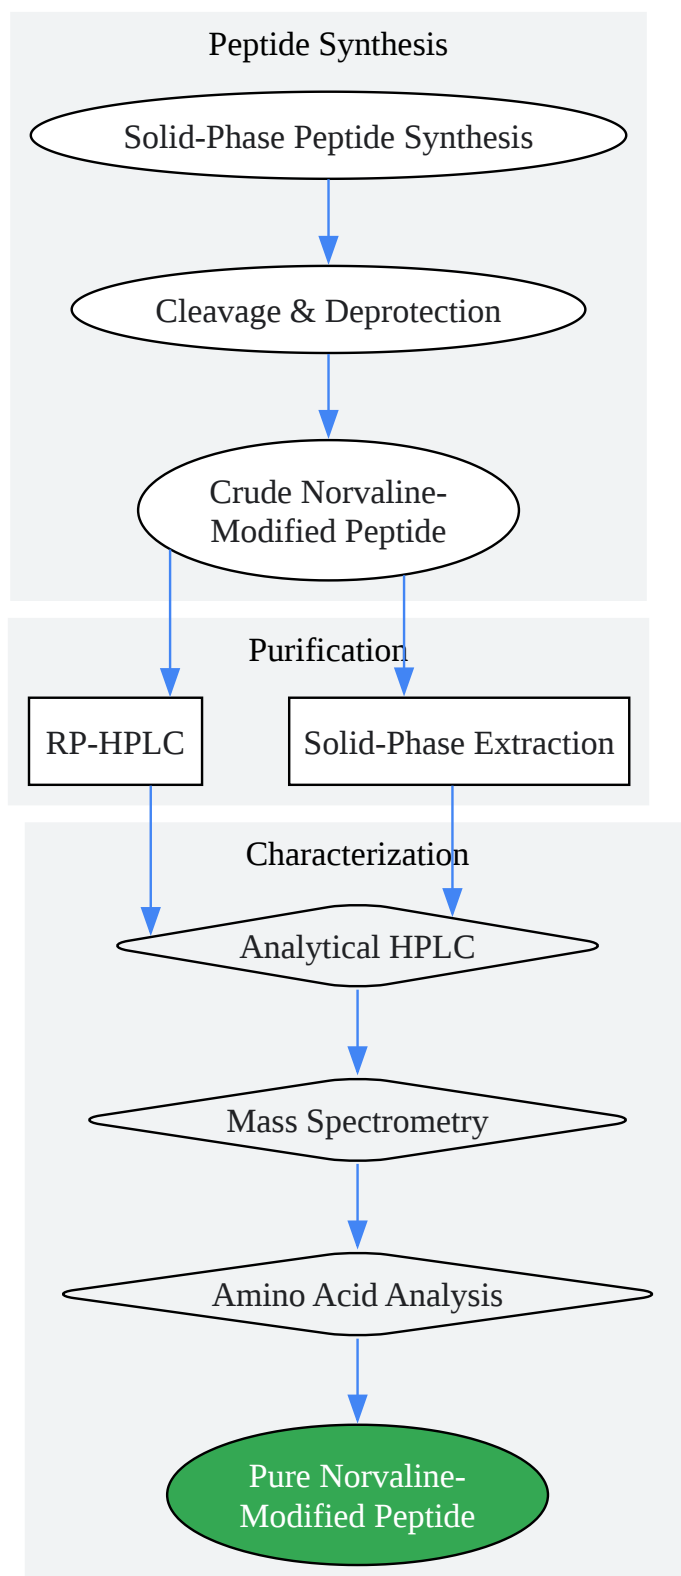 Peptide Synthesis
Solid-Phase Peptide Synthesis
Cleavage & Deprotection
Crude Norvaline-
Modified Peptide
Purification
RP-HPLC
Solid-Phase Extraction
Characterization
Analytical HPLC
Mass Spectrometry
Amino Acid Analysis
Pure Norvaline-
Modified Peptide